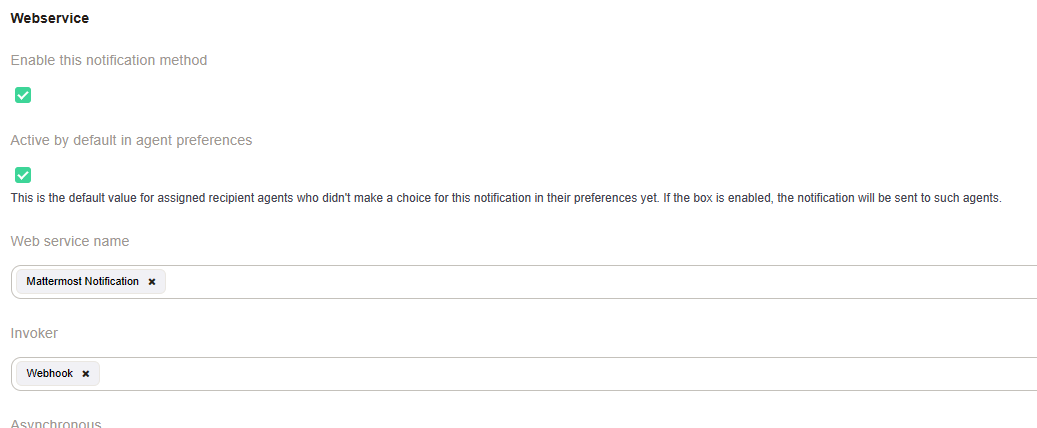 Webservice
Enable this notification method
Active by default in agent preferences
This is the default value for assigned recipient agents who didn't make a choice for this notification in their preferences yet. If the box is enabled, the notification will be sent to such agents.
Web service name
Mattermost Notification ×
Invoker
Webhook ×
Asynchronous